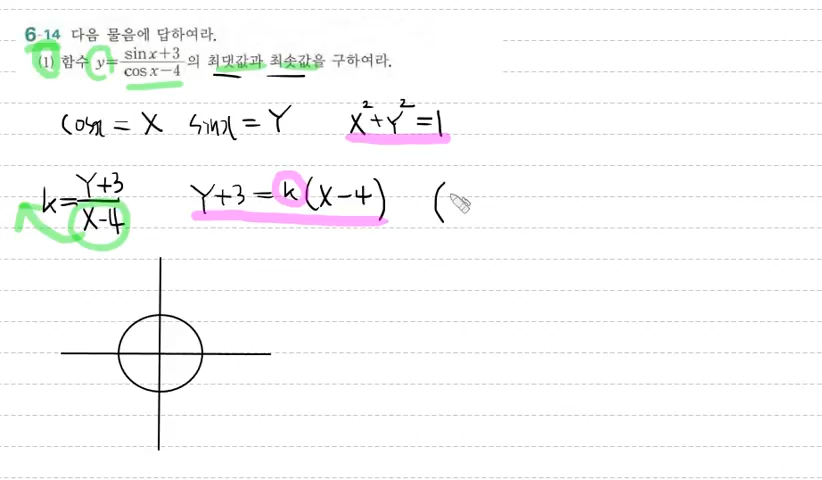 6-14 다음 물음에 답하여라.
(1) 함수 y=\frac{sin x+3}{cos x-4}의 최댓값과 최솟값을 구하여라.
cosx = X sinx = Y X²+Y²=1
k=\frac{Y+3}{X-4} Y+3=k(X-4) (